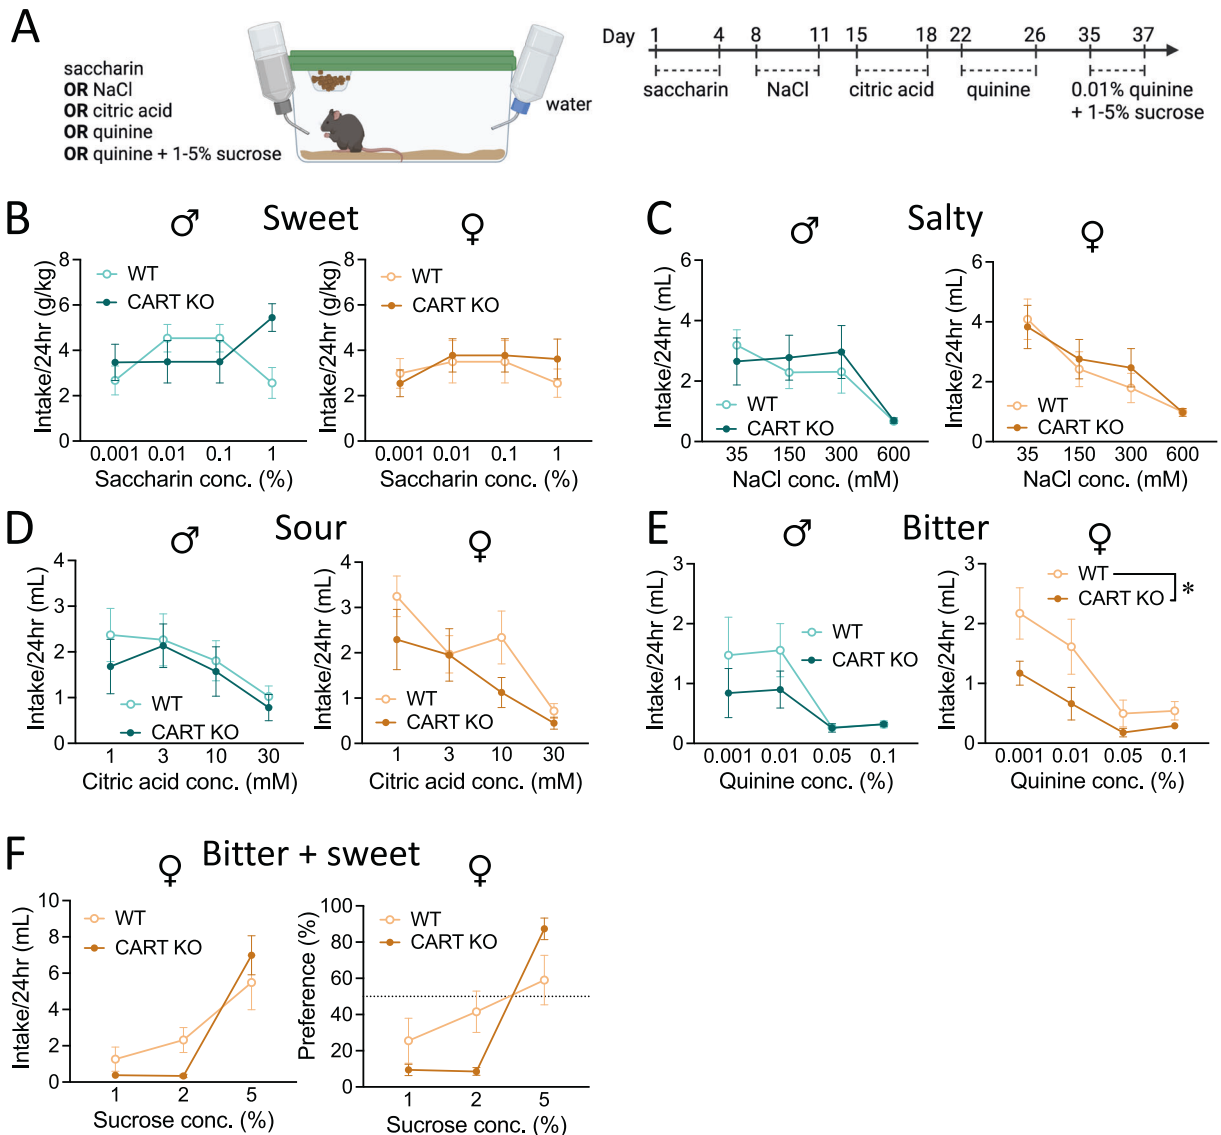 A
saccharin
OR NaCl
OR citric acid
OR quinine
OR quinine + 1-5% sucrose
water
Day 1 4 8 11 15 18 22 26 35 37
saccharin NaCl citric acid quinine 0.01% quinine
+ 1-5% sucrose
B ♂ Sweet ♀
Intake/24hr (g/kg)
8
6
4
2
0
WT
CART KO
0.001 0.01 0.1 1
Saccharin conc. (%)
Intake/24hr (g/kg)
8
6
4
2
0
WT
CART KO
0.001 0.01 0.1 1
Saccharin conc. (%)
C ♂ Salty ♀
Intake/24hr (mL)
6
4
2
0
WT
CART KO
35 150 300 600
NaCl conc. (mM)
Intake/24hr (mL)
6
4
2
0
WT
CART KO
35 150 300 600
NaCl conc. (mM)
D ♂ Sour ♀
Intake/24hr (mL)
4
3
2
1
0
WT
CART KO
1 3 10 30
Citric acid conc. (mM)
Intake/24hr (mL)
4
3
2
1
0
WT
CART KO
1 3 10 30
Citric acid conc. (mM)
E ♂ Bitter ♀
Intake/24hr (mL)
3
2
1
0
WT
CART KO
0.001 0.01 0.05 0.1
Quinine conc. (%)
Intake/24hr (mL)
3
2
1
0
WT
CART KO
*
0.001 0.01 0.05 0.1
Quinine conc. (%)
F ♀ Bitter + sweet ♀
Intake/24hr (mL)
10
8
6
4
2
0
WT
CART KO
1 2 5
Sucrose conc. (%)
Preference (%)
100
80
60
40
20
0
WT
CART KO
1 2 5
Sucrose conc. (%)